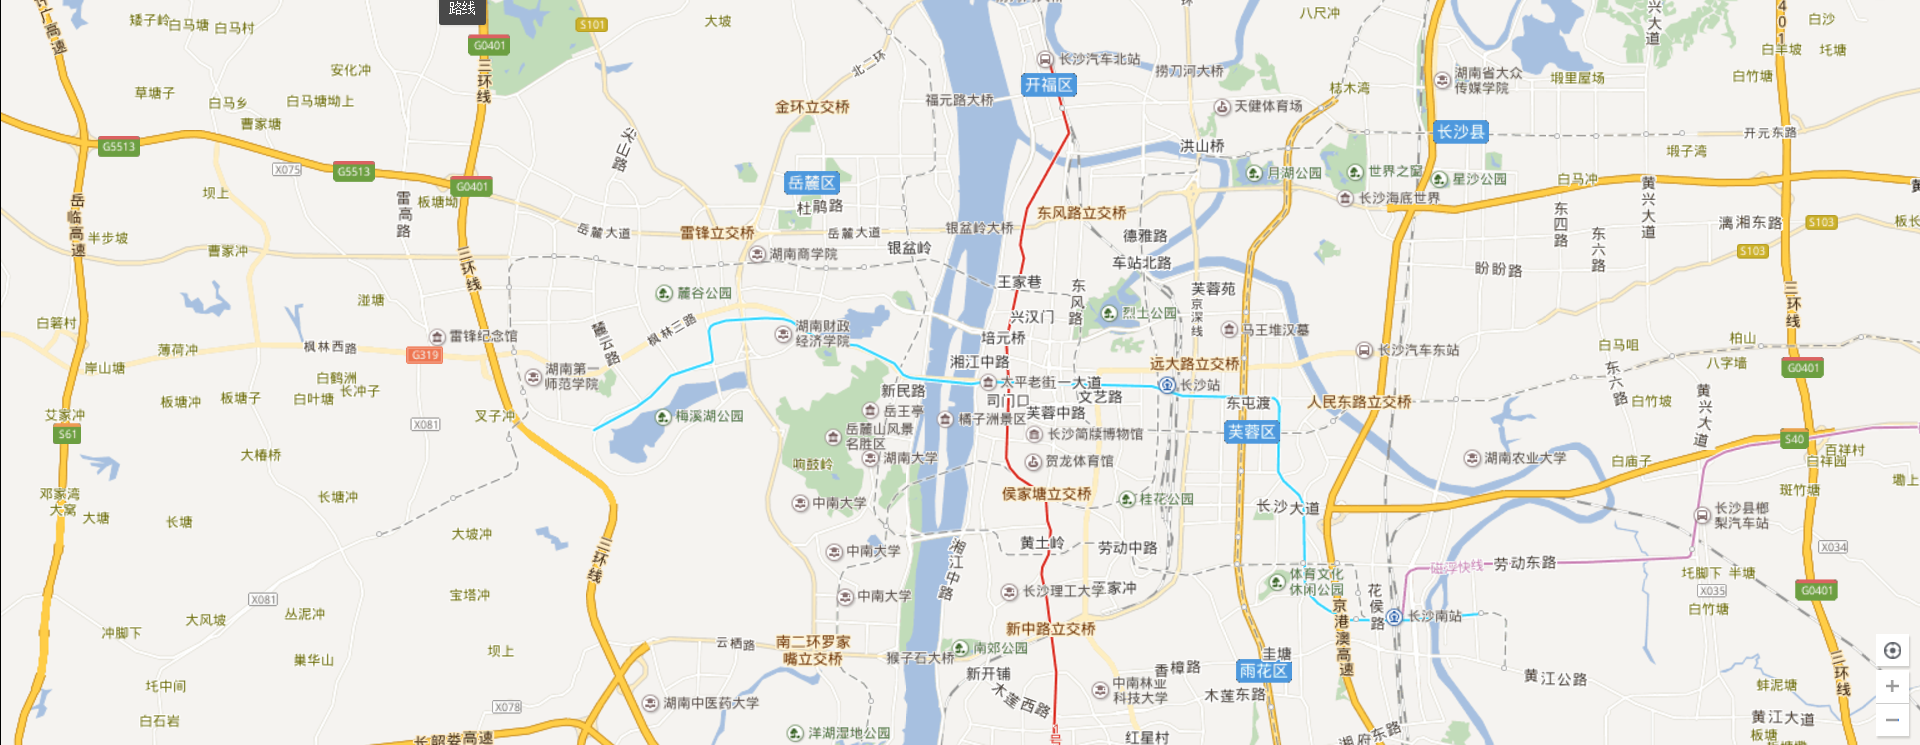 路线
矮子岭
白马塘
白马村
S101
大坡
八尺冲
兴大道
401
白沙
广高速
G0401
三环线
北二环
长沙汽车北站
开福区
捞刀河大桥
湖南省大众
传媒学院
塅里屋场
白羊坡
圫塘
白竹塘
安化冲
草塘子
白马乡
白马塘坳上
曹家塘
金环立交桥
福元路大桥
天健体育场
桔木湾
长沙县
开元东路
塅子湾
G5513
X075
G5513
G0401
尖山路
洪山桥
月湖公园
世界之窗
星沙公园
白马冲
长沙海底世界
岳麓区
杜鹃路
坝上
雷高路
板塘坳
岳临高速
半步坡
曹家冲
岳麓大道
雷锋立交桥
岳麓大道
银盆岭大桥
东风路立交桥
德雅路
东四路
东六路
黄兴大道
漓湘东路
S103
S103
板长
湖南商学院
银盆岭
车站北路
盼盼路
三环线
麓谷公园
王家巷
东风路
芙蓉苑
京深线
碰塘
白箬村
雷锋纪念馆
枫林三路
麓云路
湖南财政
经济学院
兴汉门
烈士公园
马王堆汉墓
三环线
薄荷冲
枫林西路
G319
培元桥
湘江中路
远大路立交桥
长沙汽车东站
柏山
白马咀
八字墙
G0401
岸山塘
白鹤洲
长冲子
湖南第一
师范学院
新民路
太平老街
一大道
长沙站
东六路
艾家冲
板塘冲
板塘子
白叶塘
叉子冲
X081
梅溪湖公园
岳王亭
司门口
文艺路
芙蓉中路
橘子洲景区
东屯渡
人民东路立交桥
白竹坡
黄兴大道
S61
岳麓山风景
名胜区
长沙简牍博物馆
芙蓉区
S40
百祥村
大椿桥
响鼓岭
湖南大学
贺龙体育馆
湖南农业大学
白庙子
白祥园
邓家湾
大窝
大塘
长塘冲
中南大学
侯家塘立交桥
桂花公园
长沙大道
斑竹塘
塅上
长塘
大坡冲
长沙县榔
梨汽车站
三环线
中南大学
湘江中路
黄土岭
劳动中路
磁浮快线
劳动东路
X034
圫脚下
半塘
宝塔冲
X081
大风坡
丛泥冲
中南大学
长沙理工大学
王家冲
体育文化
休闲公园
花侯路
长沙南站
X035
白竹塘
G0401
冲脚下
京港澳高速
新中路立交桥
巢华山
坝上
云栖路
南二环罗家
嘴立交桥
猴子石大桥
南郊公园
圭塘
雨花区
香樟路
黄江公路
三环线
圫中间
新开铺
木莲西路
中南林业
科技大学
木莲东路
蚌泥塘
白石岩
X078
湖南中医药大学
长韶娄高速
洋湖湿地公园
红星村
湘府东路
黄江大道
板塘